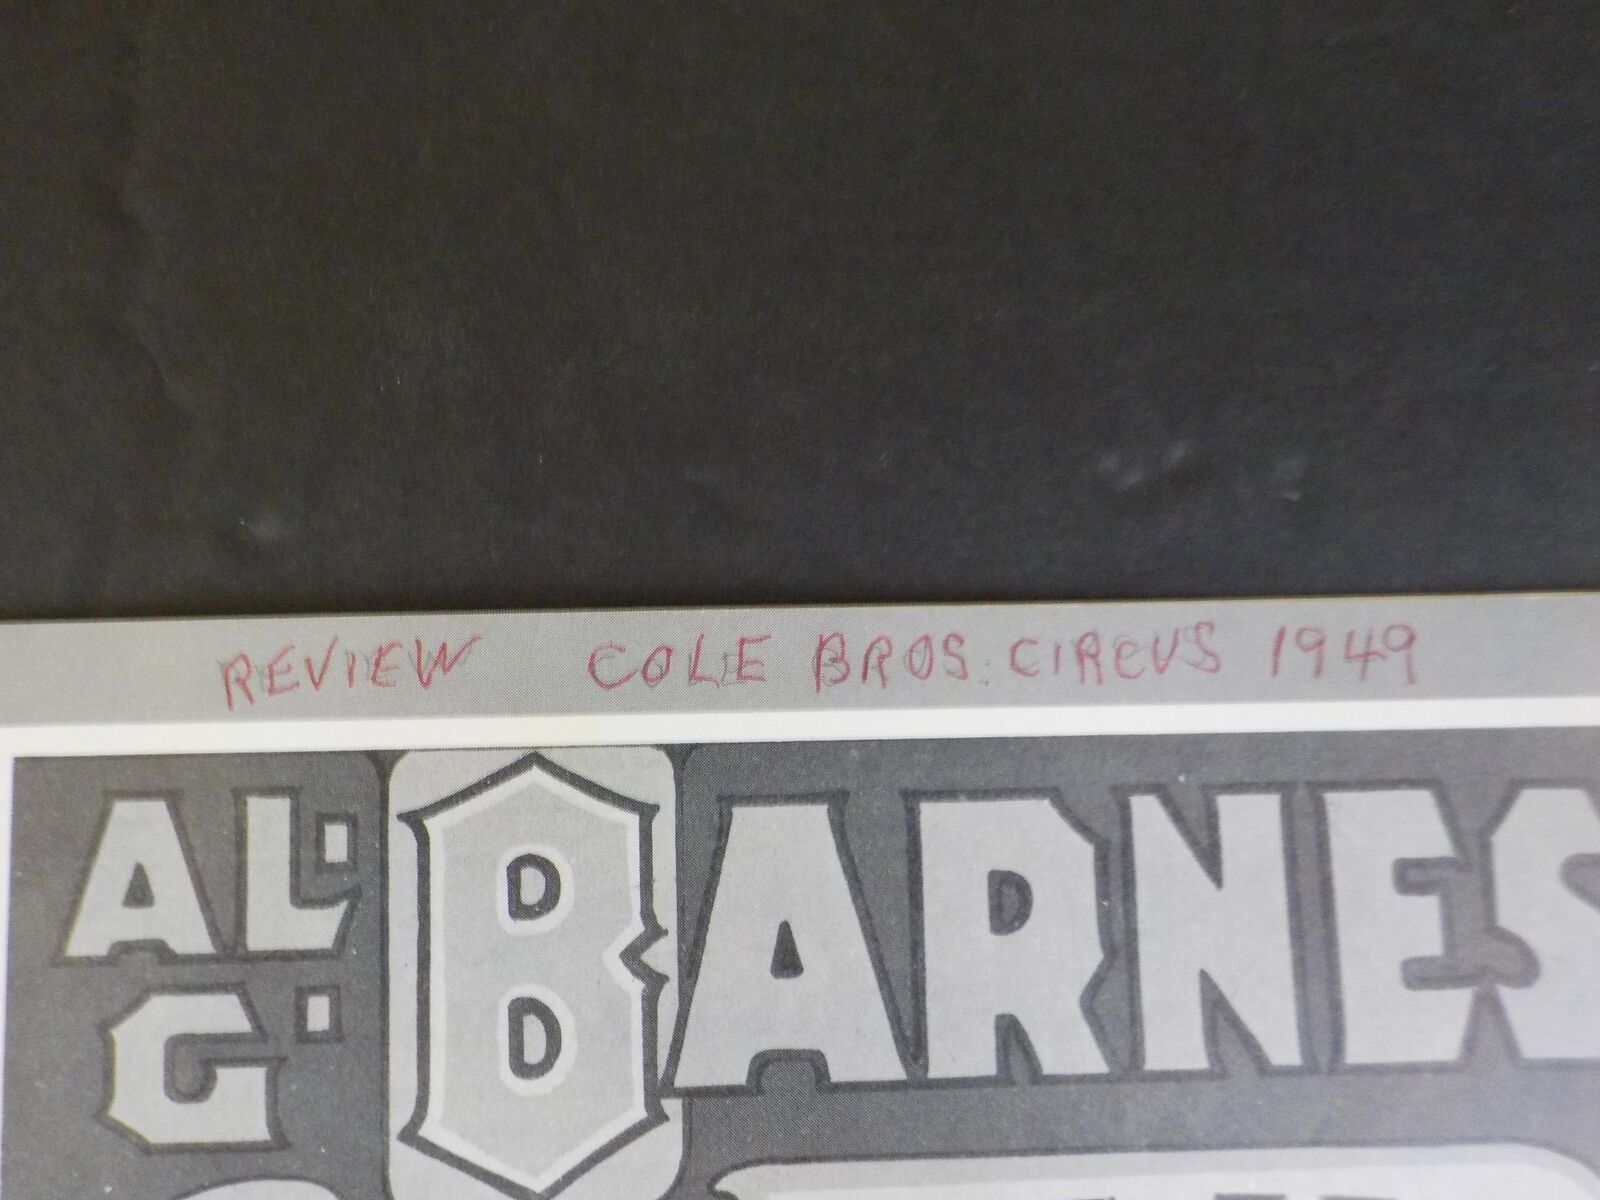 REVIEW COLE BROS. CIRCUS 1949
AL. G. BARNES